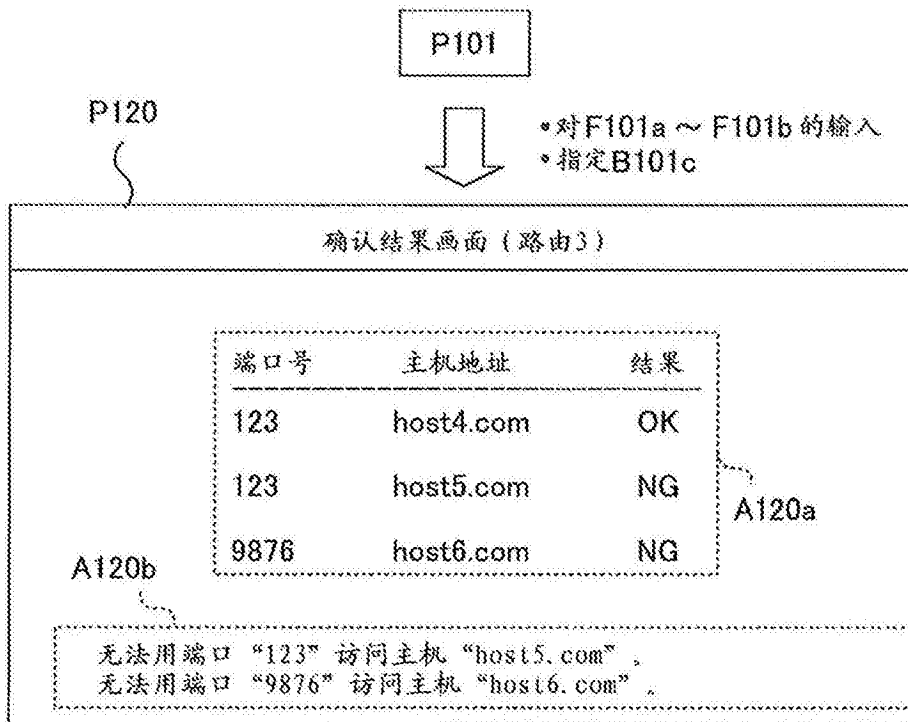 P101
P120
•对F101a ~ F101b 的输入
•指定B101c
确认结果画面 ( 路由3 )
端口号 主机地址 结果
123 host4.com OK
123 host5.com NG
9876 host6.com NG
A120a
A120b
无法用端口 “123” 访问主机 “host5.com” 。
无法用端口 “9876” 访问主机 “host6.com” 。